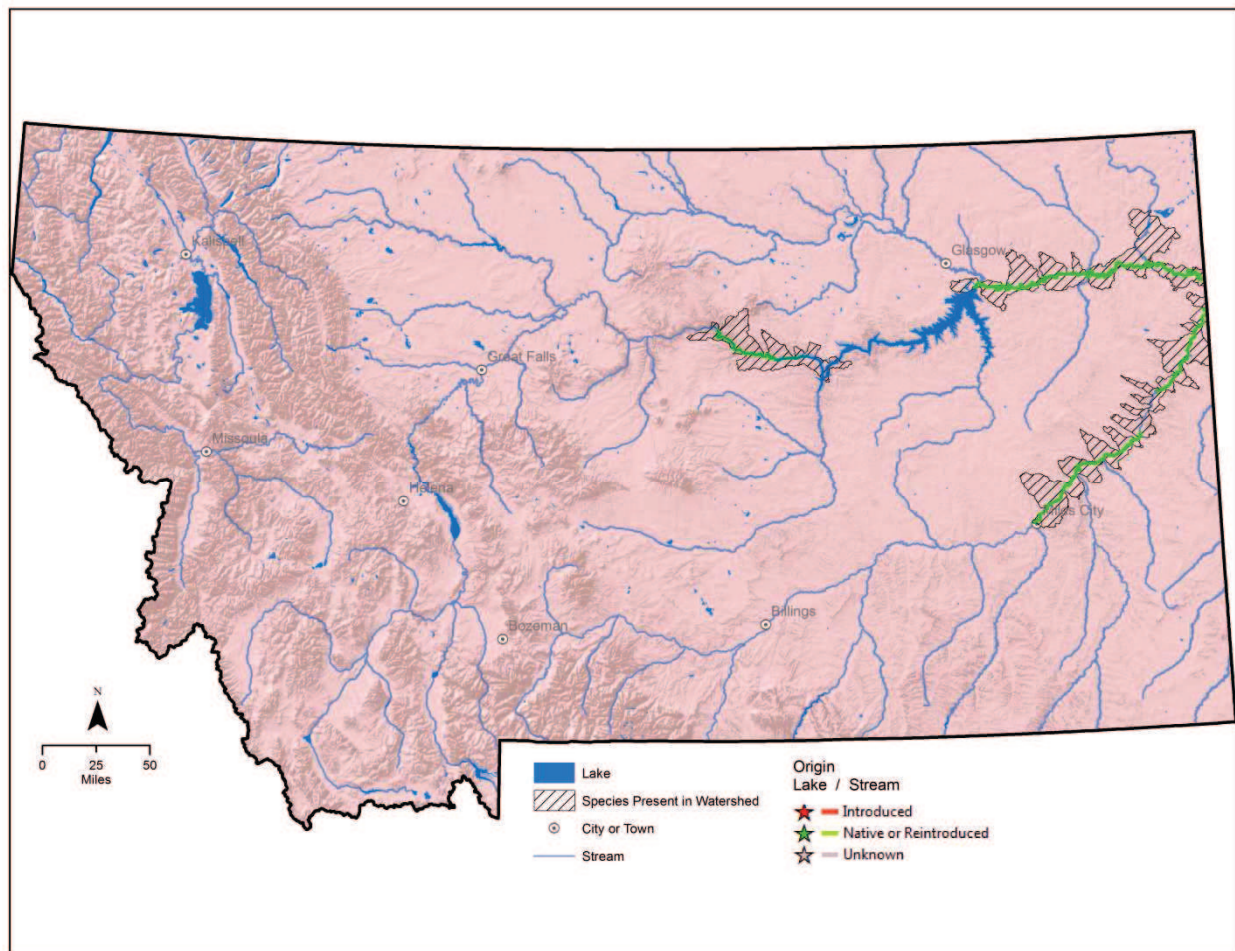 Kalispell
Glasgow
Great Falls
Missoula
Helena
Miles City
Billings
Bozeman
N
0 25 50
Miles
Lake
Species Present in Watershed
City or Town
Stream
Origin
Lake / Stream
Introduced
Native or Reintroduced
Unknown